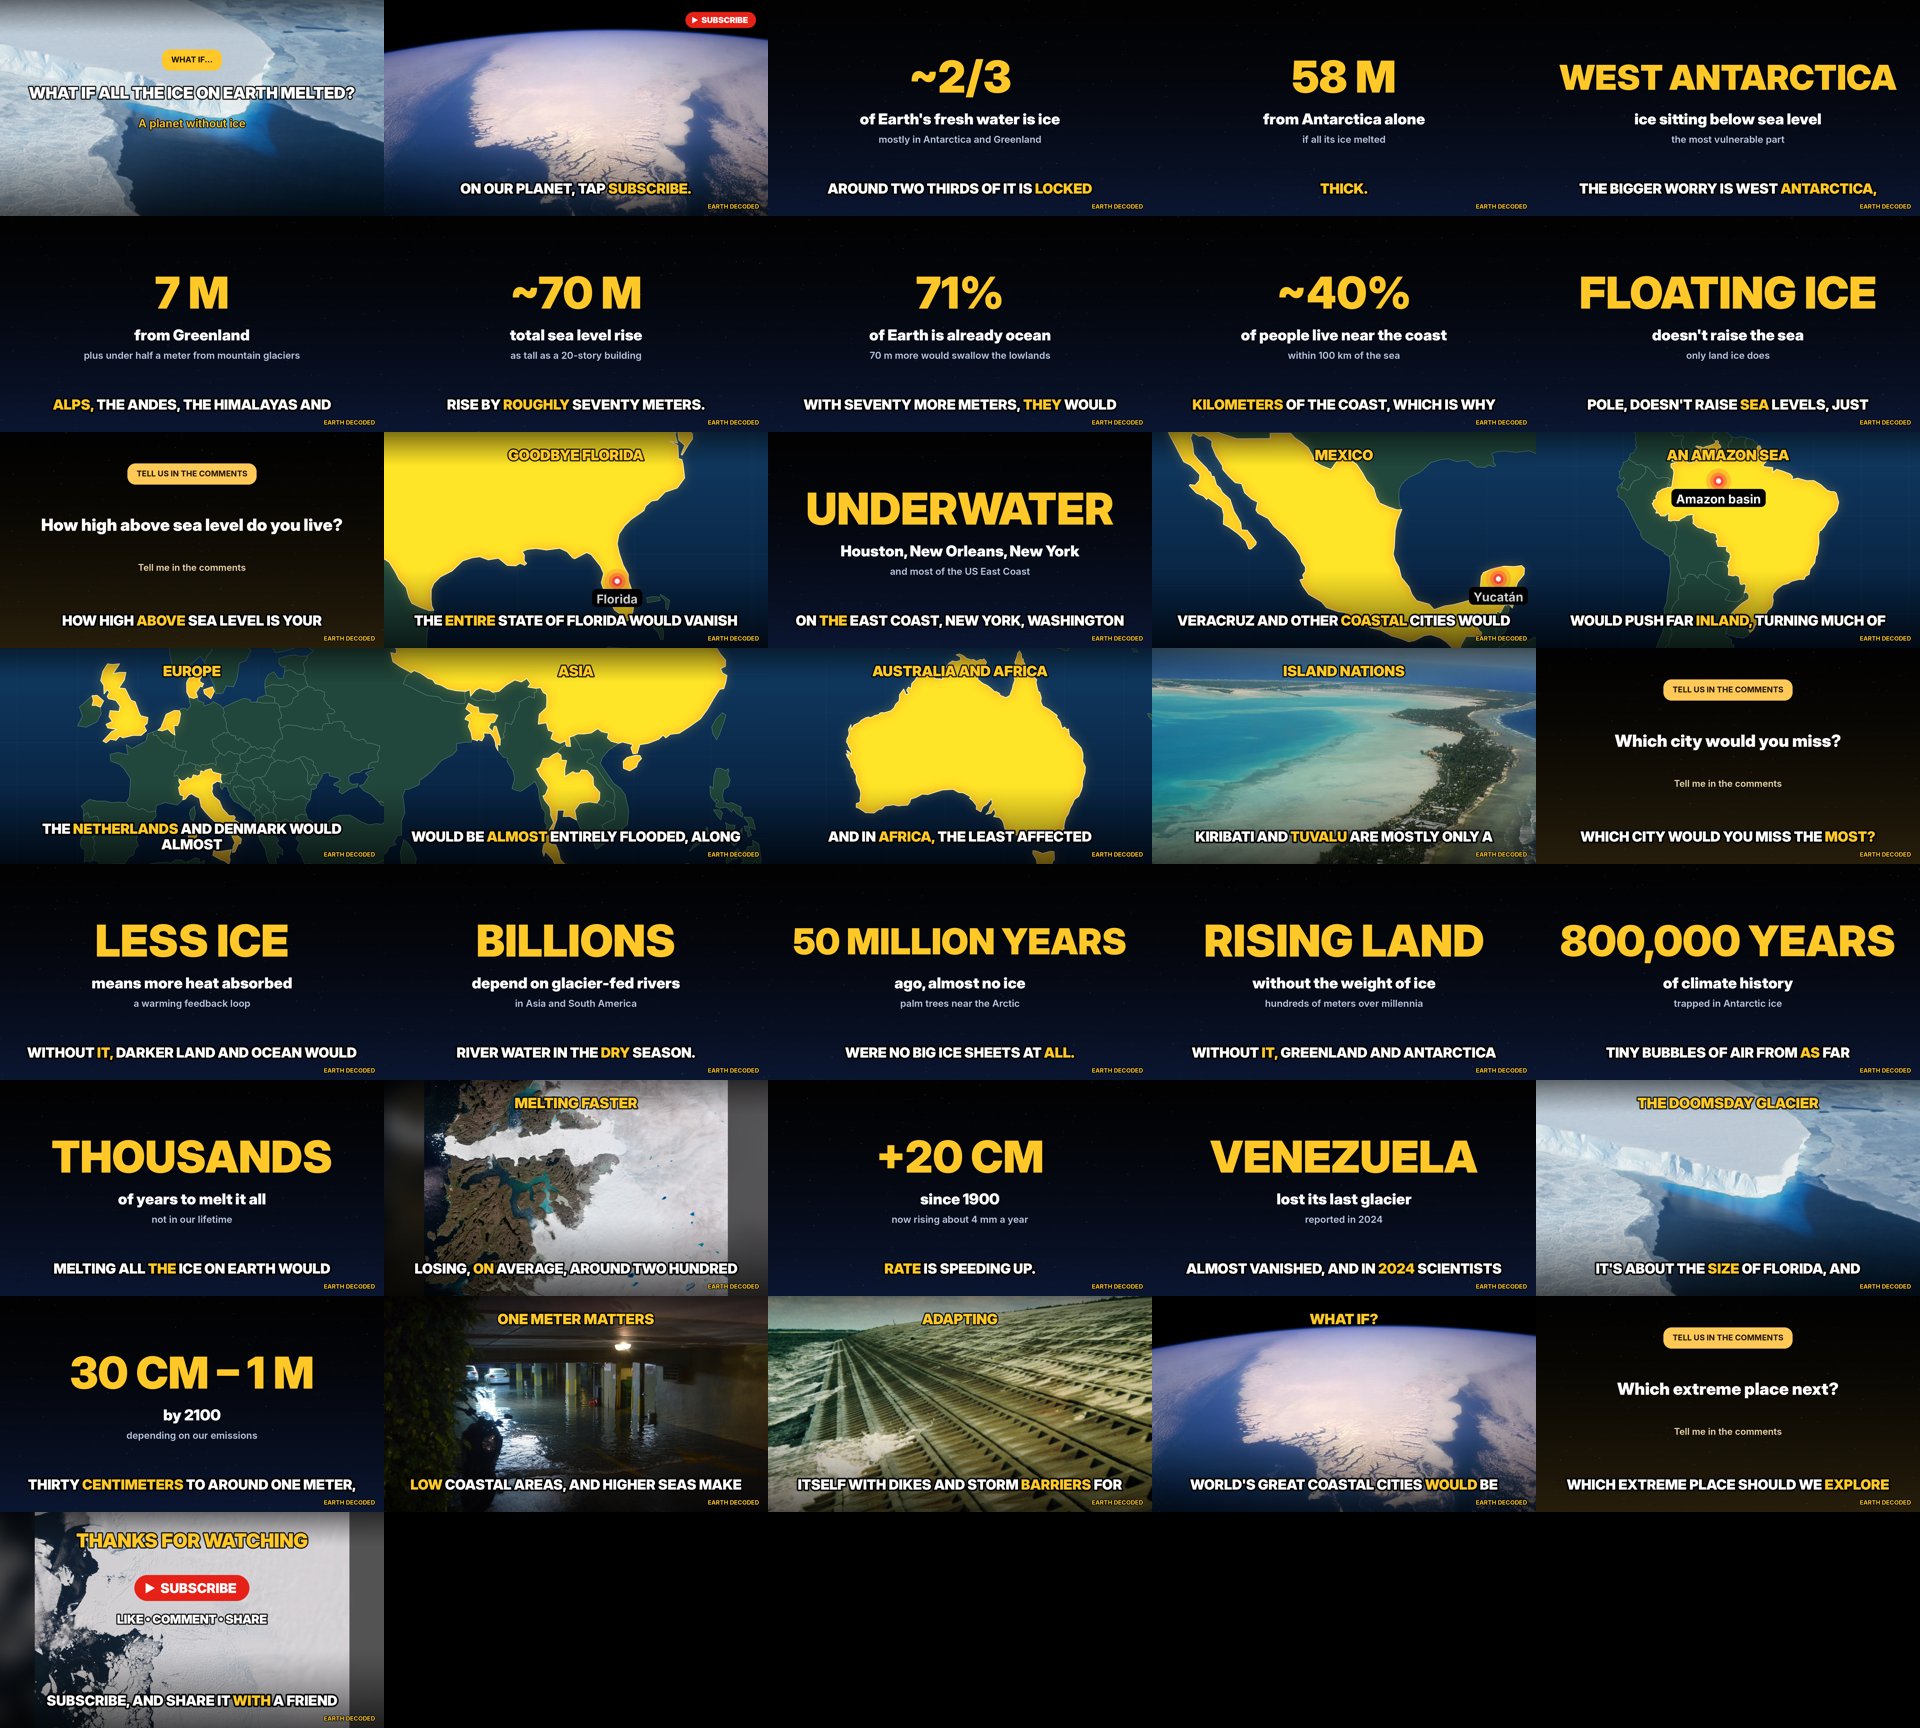 WHAT IF...
WHAT IF ALL THE ICE ON EARTH MELTED?
A planet without ice
SUBSCRIBE
ON OUR PLANET, TAP SUBSCRIBE.
EARTH DECODED
~2/3
of Earth's fresh water is ice
mostly in Antarctica and Greenland
AROUND TWO THIRDS OF IT IS LOCKED
EARTH DECODED
58 M
from Antarctica alone
if all its ice melted
THICK.
EARTH DECODED
WEST ANTARCTICA
ice sitting below sea level
the most vulnerable part
THE BIGGER WORRY IS WEST ANTARCTICA,
EARTH DECODED
7 M
from Greenland
plus under half a meter from mountain glaciers
ALPS, THE ANDES, THE HIMALAYAS AND
EARTH DECODED
~70 M
total sea level rise
as tall as a 20-story building
RISE BY ROUGHLY SEVENTY METERS.
EARTH DECODED
71%
of Earth is already ocean
70 m more would swallow the lowlands
WITH SEVENTY MORE METERS, THEY WOULD
EARTH DECODED
~40%
of people live near the coast
within 100 km of the sea
KILOMETERS OF THE COAST, WHICH IS WHY
EARTH DECODED
FLOATING ICE
doesn't raise the sea
only land ice does
POLE, DOESN'T RAISE SEA LEVELS, JUST
EARTH DECODED
TELL US IN THE COMMENTS
How high above sea level do you live?
Tell me in the comments
HOW HIGH ABOVE SEA LEVEL IS YOUR
EARTH DECODED
GOODBYE FLORIDA
Florida
THE ENTIRE STATE OF FLORIDA WOULD VANISH
EARTH DECODED
UNDERWATER
Houston, New Orleans, New York
and most of the US East Coast
ON THE EAST COAST, NEW YORK, WASHINGTON
EARTH DECODED
MEXICO
Yucatán
VERACRUZ AND OTHER COASTAL CITIES WOULD
EARTH DECODED
AN AMAZON SEA
Amazon basin
WOULD PUSH FAR INLAND, TURNING MUCH OF
EARTH DECODED
EUROPE
THE NETHERLANDS AND DENMARK WOULD
ALMOST
EARTH DECODED
ASIA
WOULD BE ALMOST ENTIRELY FLOODED, ALONG
EARTH DECODED
AUSTRALIA AND AFRICA
AND IN AFRICA, THE LEAST AFFECTED
EARTH DECODED
ISLAND NATIONS
KIRIBATI AND TUVALU ARE MOSTLY ONLY A
EARTH DECODED
TELL US IN THE COMMENTS
Which city would you miss?
Tell me in the comments
WHICH CITY WOULD YOU MISS THE MOST?
EARTH DECODED
LESS ICE
means more heat absorbed
a warming feedback loop
WITHOUT IT, DARKER LAND AND OCEAN WOULD
EARTH DECODED
BILLIONS
depend on glacier-fed rivers
in Asia and South America
RIVER WATER IN THE DRY SEASON.
EARTH DECODED
50 MILLION YEARS
ago, almost no ice
palm trees near the Arctic
WERE NO BIG ICE SHEETS AT ALL.
EARTH DECODED
RISING LAND
without the weight of ice
hundreds of meters over millennia
WITHOUT IT, GREENLAND AND ANTARCTICA
EARTH DECODED
800,000 YEARS
of climate history
trapped in Antarctic ice
TINY BUBBLES OF AIR FROM AS FAR
EARTH DECODED
THOUSANDS
of years to melt it all
not in our lifetime
MELTING ALL THE ICE ON EARTH WOULD
EARTH DECODED
MELTING FASTER
LOSING, ON AVERAGE, AROUND TWO HUNDRED
EARTH DECODED
+20 CM
since 1900
now rising about 4 mm a year
RATE IS SPEEDING UP.
EARTH DECODED
VENEZUELA
lost its last glacier
reported in 2024
ALMOST VANISHED, AND IN 2024 SCIENTISTS
EARTH DECODED
THE DOOMSDAY GLACIER
IT'S ABOUT THE SIZE OF FLORIDA, AND
EARTH DECODED
30 CM – 1 M
by 2100
depending on our emissions
THIRTY CENTIMETERS TO AROUND ONE METER,
EARTH DECODED
ONE METER MATTERS
LOW COASTAL AREAS, AND HIGHER SEAS MAKE
EARTH DECODED
ADAPTING
ITSELF WITH DIKES AND STORM BARRIERS FOR
EARTH DECODED
WHAT IF?
WORLD'S GREAT COASTAL CITIES WOULD BE
EARTH DECODED
TELL US IN THE COMMENTS
Which extreme place next?
Tell me in the comments
WHICH EXTREME PLACE SHOULD WE EXPLORE
EARTH DECODED
THANKS FOR WATCHING
SUBSCRIBE
LIKE • COMMENT • SHARE
SUBSCRIBE, AND SHARE IT WITH A FRIEND
EARTH DECODED